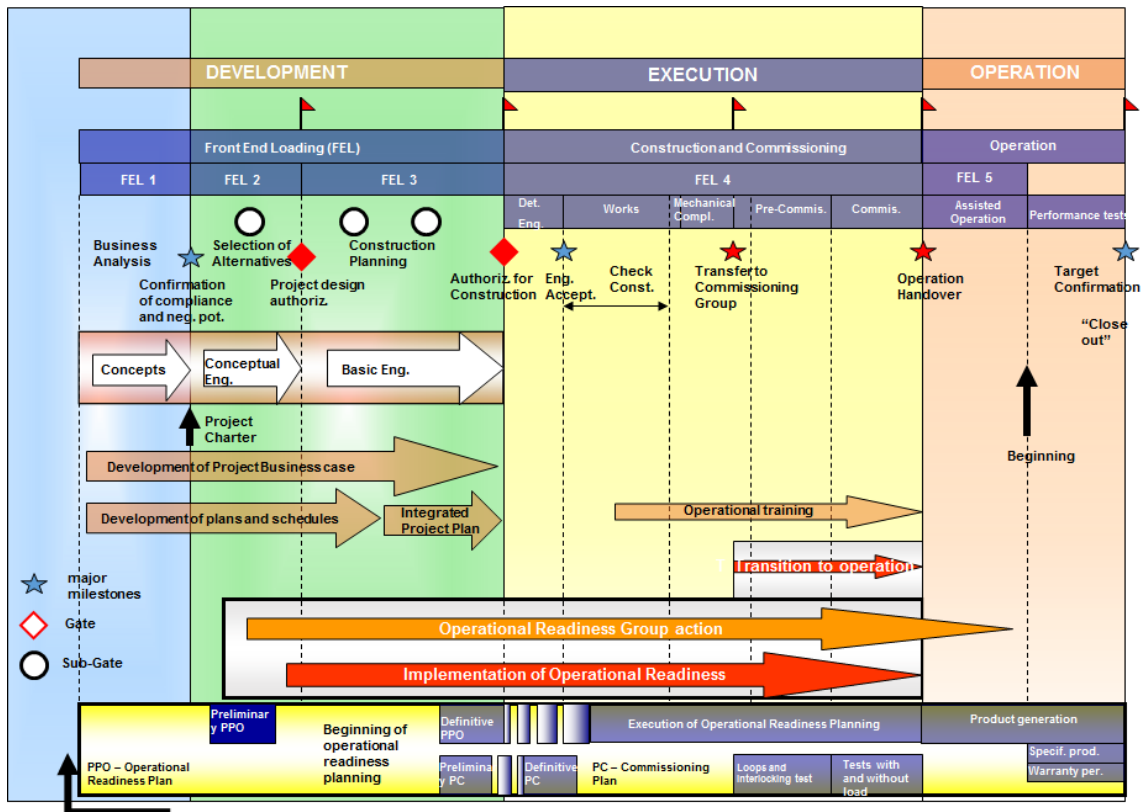 DEVELOPMENT
EXECUTION
OPERATION
Front End Loading (FEL)
Construction and Commissioning
Operation
FEL 1
FEL 2
FEL 3
FEL 4
FEL 5
Det.
Eng.
Works
Mechanical
Compl.
Pre-Commis.
Commis.
Assisted
Operation
Performance tests
Business
Analysis
Selection of
Alternatives
Construction
Planning
Confirmation
of compliance
and neg. pot.
Project design
authoriz.
Authoriz. for
Construction
Eng.
Accept.
Check
Const.
Transfer to
Commissioning
Group
Operation
Handover
Target
Confirmation
“Close
out”
Concepts
Conceptual
Eng.
Basic Eng.
Project
Charter
Beginning
Development of Project Business case
Development of plans and schedules
Integrated
Project Plan
Operational training
Transition to operation
major
milestones
Gate
Sub-Gate
Operational Readiness Group action
Implementation of Operational Readiness
Preliminar
y PPO
Beginning of
operational
readiness
planning
Definitive
PPO
Execution of Operational Readiness Planning
Product generation
PPO – Operational
Readiness Plan
Prelimina
ry PC
Definitive
PC
PC – Commissioning
Plan
Loops and
Interlocking test
Tests with
and without
load
Specif. prod.
Warranty per.